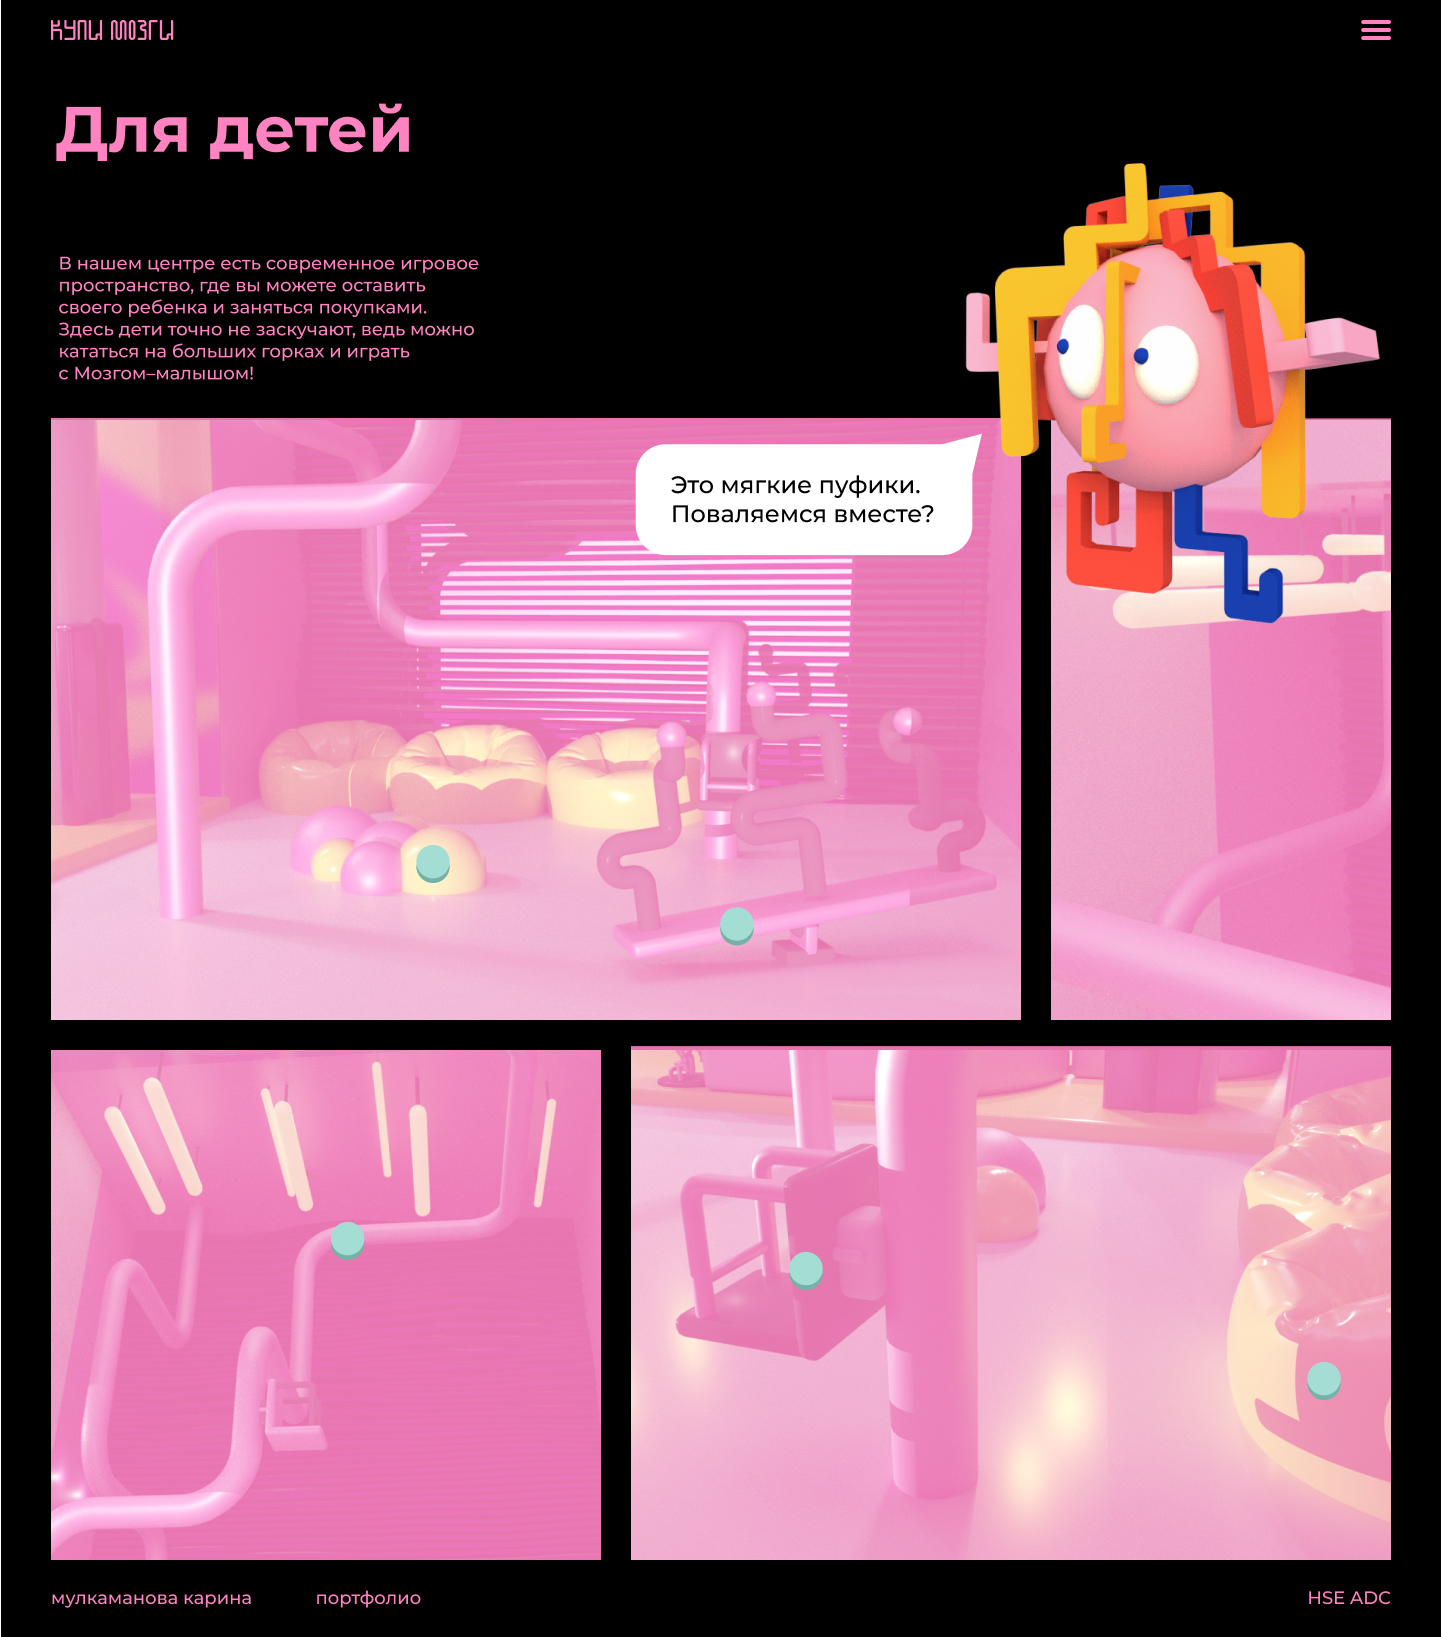 КУПИ МОЗГИ
Для детей
В нашем центре есть современное игровое
пространство, где вы можете оставить
своего ребенка и заняться покупками.
Здесь дети точно не заскучают, ведь можно
кататься на больших горках и играть
с Мозгом–малышом!
Это мягкие пуфики.
Поваляемся вместе?
мулкаманова карина
портфолио
HSE ADC